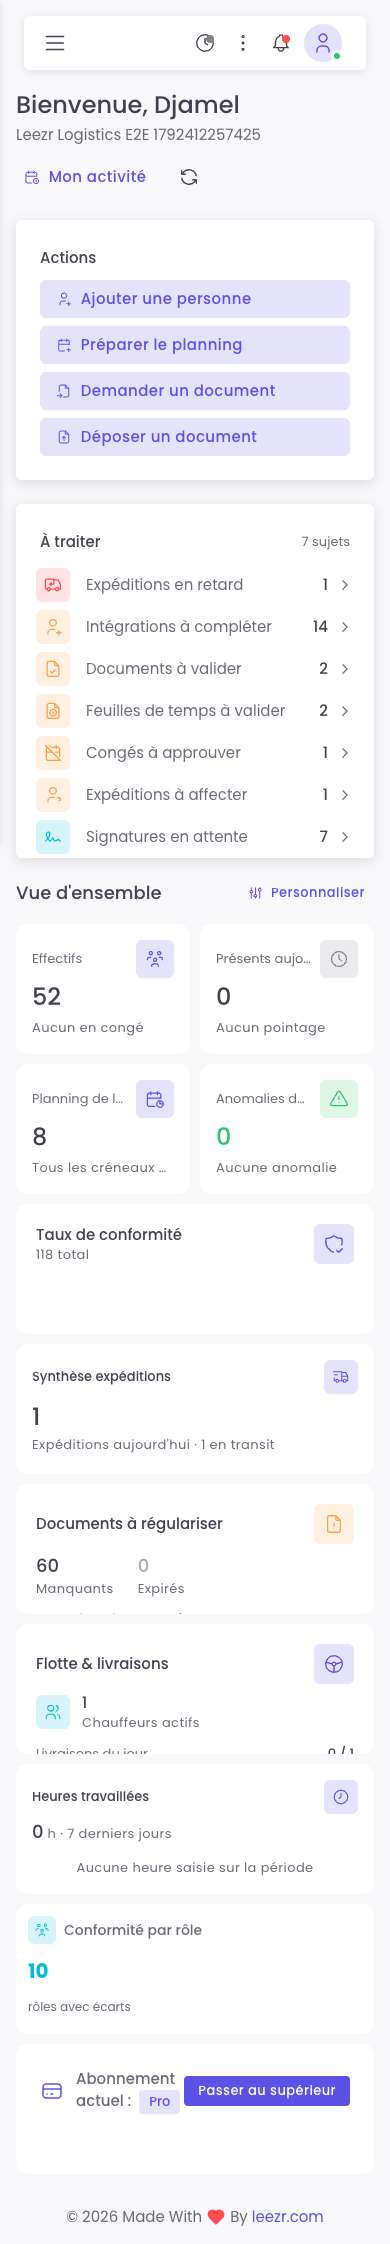 Bienvenue, Djamel
Leezr Logistics E2E 1792412257425
Mon activité
Actions
Ajouter une personne
Préparer le planning
Demander un document
Déposer un document
À traiter 7 sujets
Expéditions en retard 1
Intégrations à compléter 14
Documents à valider 2
Feuilles de temps à valider 2
Congés à approuver 1
Expéditions à affecter 1
Signatures en attente 7
Vue d'ensemble Personnaliser
Effectifs
52
Aucun en congé
Présents aujo...
0
Aucun pointage
Planning de l...
8
Tous les créneaux ...
Anomalies d...
0
Aucune anomalie
Taux de conformité
118 total
Synthèse expéditions
1
Expéditions aujourd'hui · 1 en transit
Documents à régulariser
60 0
Manquants Expirés
Flotte & livraisons
1
Chauffeurs actifs
Livraisons du jour 0 / 1
Heures travaillées
0 h · 7 derniers jours
Aucune heure saisie sur la période
Conformité par rôle
10
rôles avec écarts
Abonnement
actuel : Pro
Passer au supérieur
© 2026 Made With By leezr.com